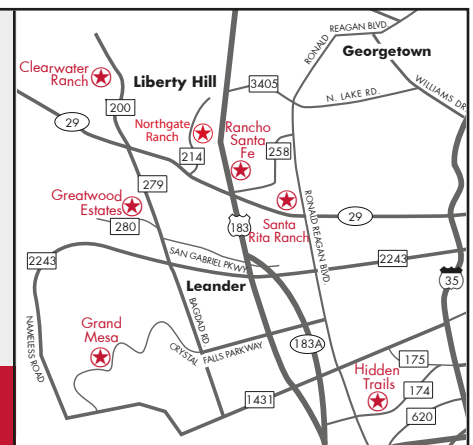 RONALD
REAGAN BLVD.
Georgetown
Clearwater
Ranch
Liberty Hill
3405
N. LAKE RD.
WILLIAMS DR.
200
29
Northgate
Ranch
Rancho
Santa
Fe
214
258
279
Greatwood
Estates
280
183
Santa
Rita Ranch
RONALD REAGAN BLVD.
29
SAN GABRIEL PKWY
2243
2243
Leander
35
NAMELESS ROAD
BAGDAD RD.
Grand
Mesa
CRYSTAL FALLS PARKWAY
183A
175
Hidden
Trails
174
1431
620